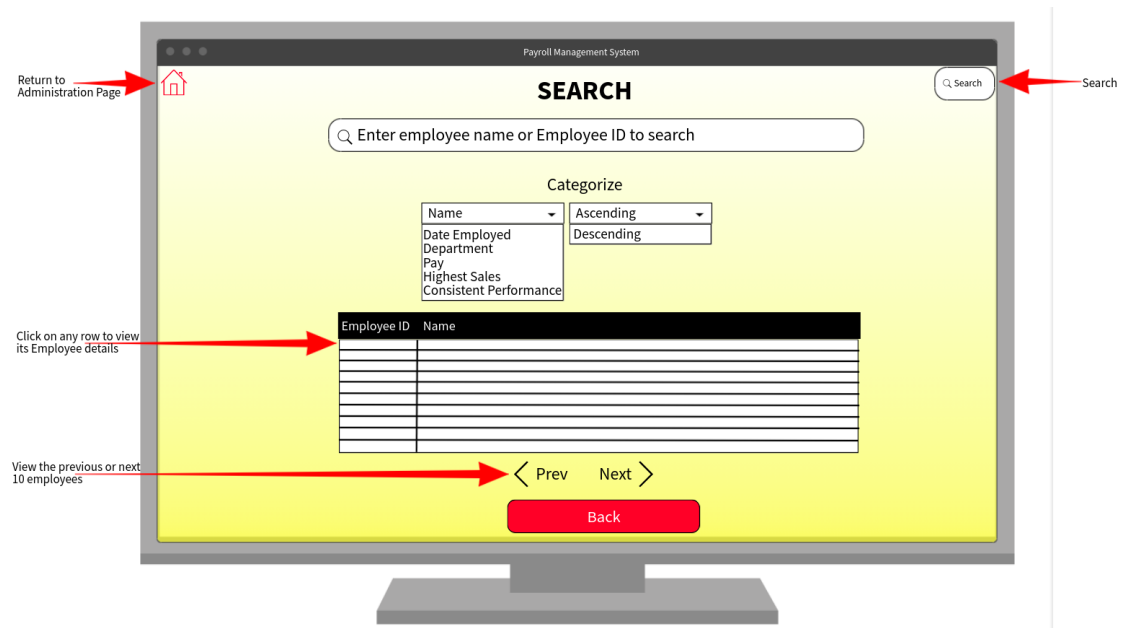 Payroll Management System
Return to
Administration Page
SEARCH
Search
Search
Enter employee name or Employee ID to search
Categorize
Name
Ascending
Date Employed
Descending
Department
Pay
Highest Sales
Consistent Performance
Employee ID Name
Click on any row to view
its Employee details
View the previous or next
10 employees
Prev Next
Back